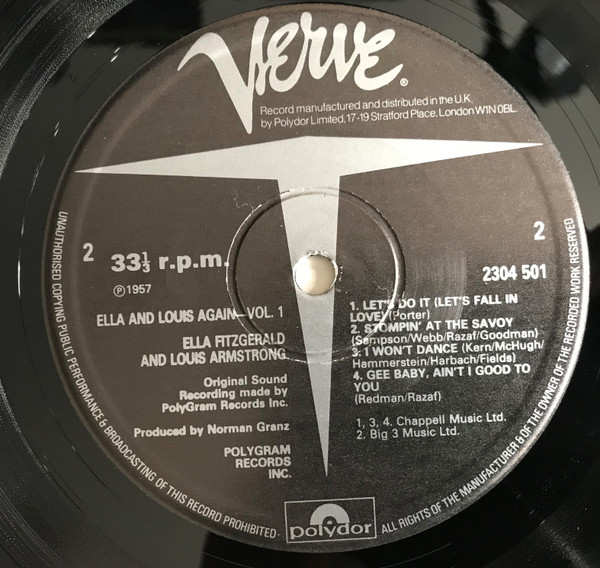 Verve®
Record manufactured and distributed in the U.K.
by Polydor Limited, 17-19 Stratford Place, London W1N 0BL.
2
33⅓ r.p.m.
℗1957
ELLA AND LOUIS AGAIN—VOL. 1
ELLA FITZGERALD
AND LOUIS ARMSTRONG
Original Sound
Recording made by
PolyGram Records Inc.
Produced by Norman Granz
POLYGRAM
RECORDS
INC.
2
2304 501
1. LET'S DO IT (LET'S FALL IN
LOVE) (Porter)
2. STOMPIN' AT THE SAVOY
(Sampson/Webb/Razaf/Goodman)
3. I WON'T DANCE (Kern/McHugh/
Hammerstein/Harbach/Fields)
4. GEE BABY, AIN'T I GOOD TO
YOU
(Redman/Razaf)
1, 3, 4. Chappell Music Ltd.
2. Big 3 Music Ltd.
polydor
UNAUTHORISED COPYING PUBLIC PERFORMANCE & BROADCASTING OF THIS RECORD PROHIBITED·
ALL RIGHTS OF THE MANUFACTURER & OF THE OWNER OF THE RECORDED WORK RESERVED